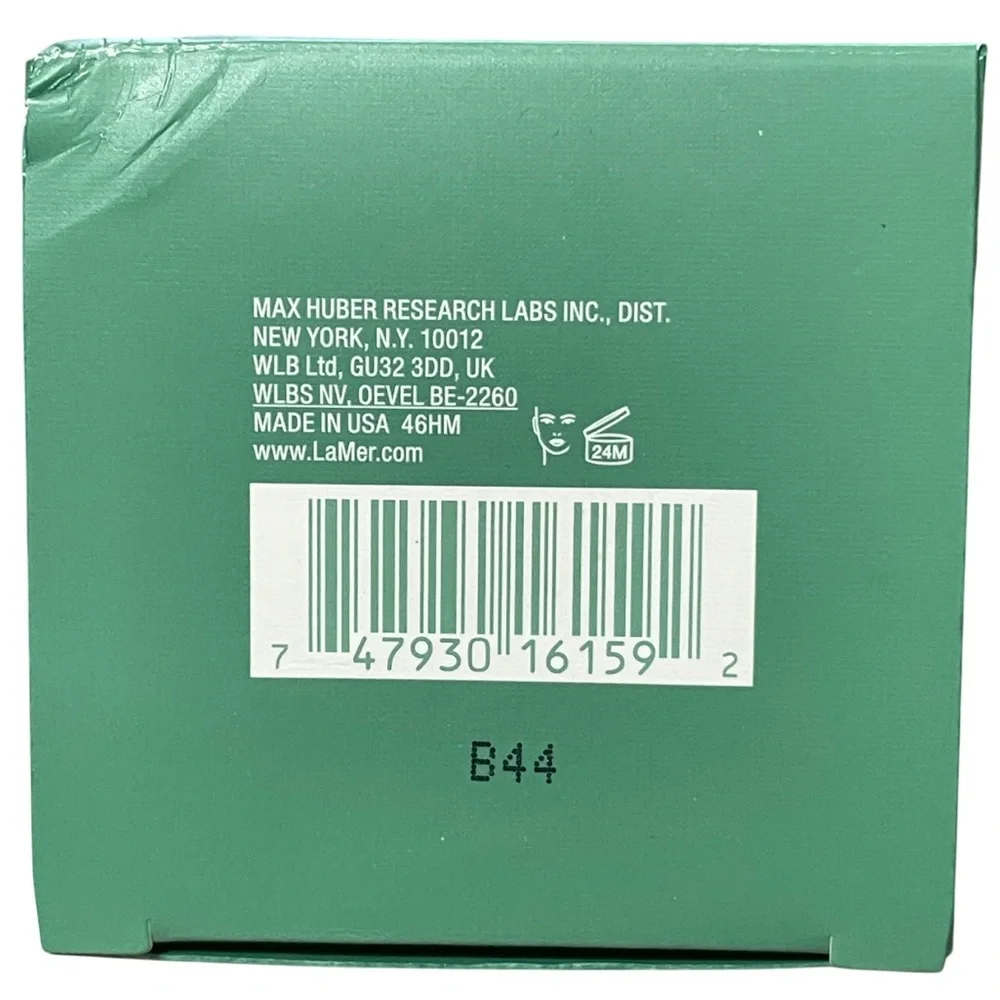 MAX HUBER RESEARCH LABS INC., DIST.
NEW YORK, N.Y. 10012
WLB Ltd, GU32 3DD, UK
WLBS NV, OEVEL BE-2260
MADE IN USA 46HM
www.LaMer.com
24M
7 47930 16159 2
B44